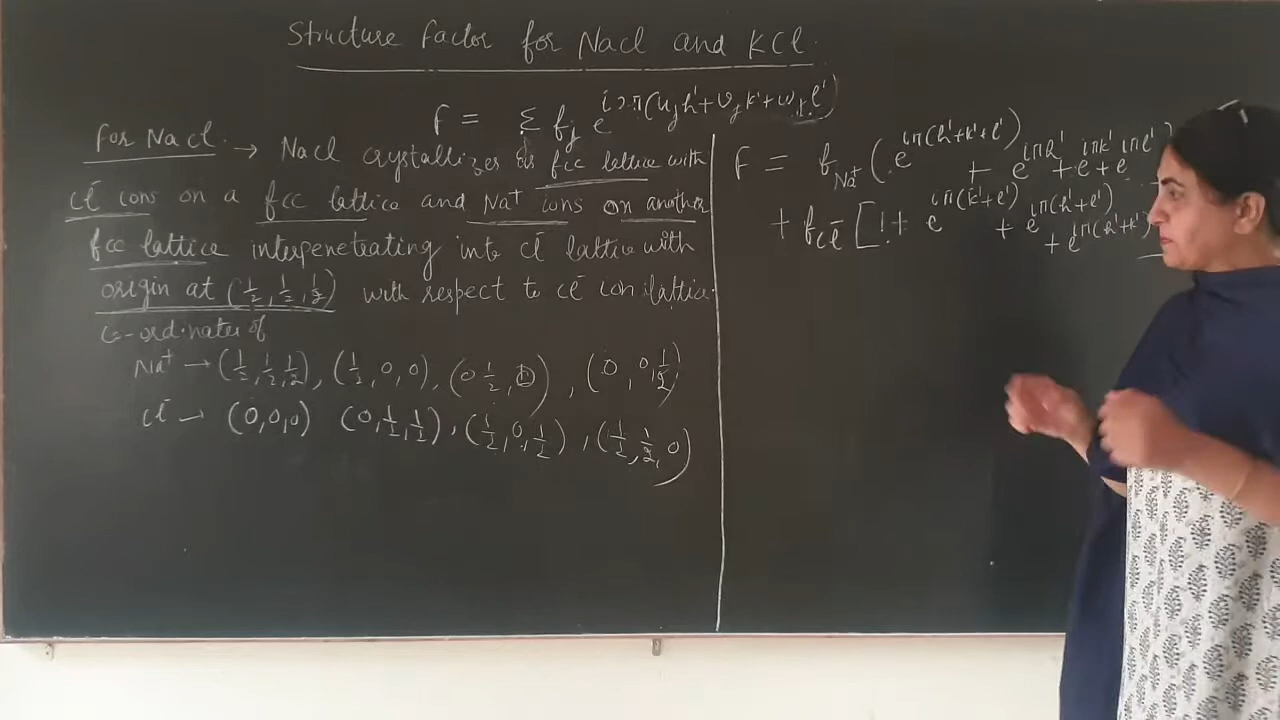 Structure Factor for NaCl and KCl.
F = Σ fj e^i2π(ujh'+vjk'+wj.l')
For NaCl. → NaCl crystallizes as fcc lattice with
Cl⁻ ions on a fcc lattice and Na⁺ ions on another
fcc lattice interpeneteating into Cl⁻ lattice with
origin at (1/2, 1/2, 1/2) with respect to Cl⁻ ion lattice.
Co-ordinates of
Na⁺ → (1/2, 1/2, 1/2), (1/2, 0, 0), (0 1/2, 0), (0, 0, 1/2)
Cl⁻ → (0,0,0) (0, 1/2, 1/2), (1/2, 0, 1/2), (1/2, 1/2, 0)
F = fNa⁺ (e^iπ(h'+k'+l') + e^iπh' + e^iπk' + e^iπl'
+ fCl⁻ [1 + e^iπ(k'+l') + e^iπ(h'+l')
+ e^iπ(h'+k')